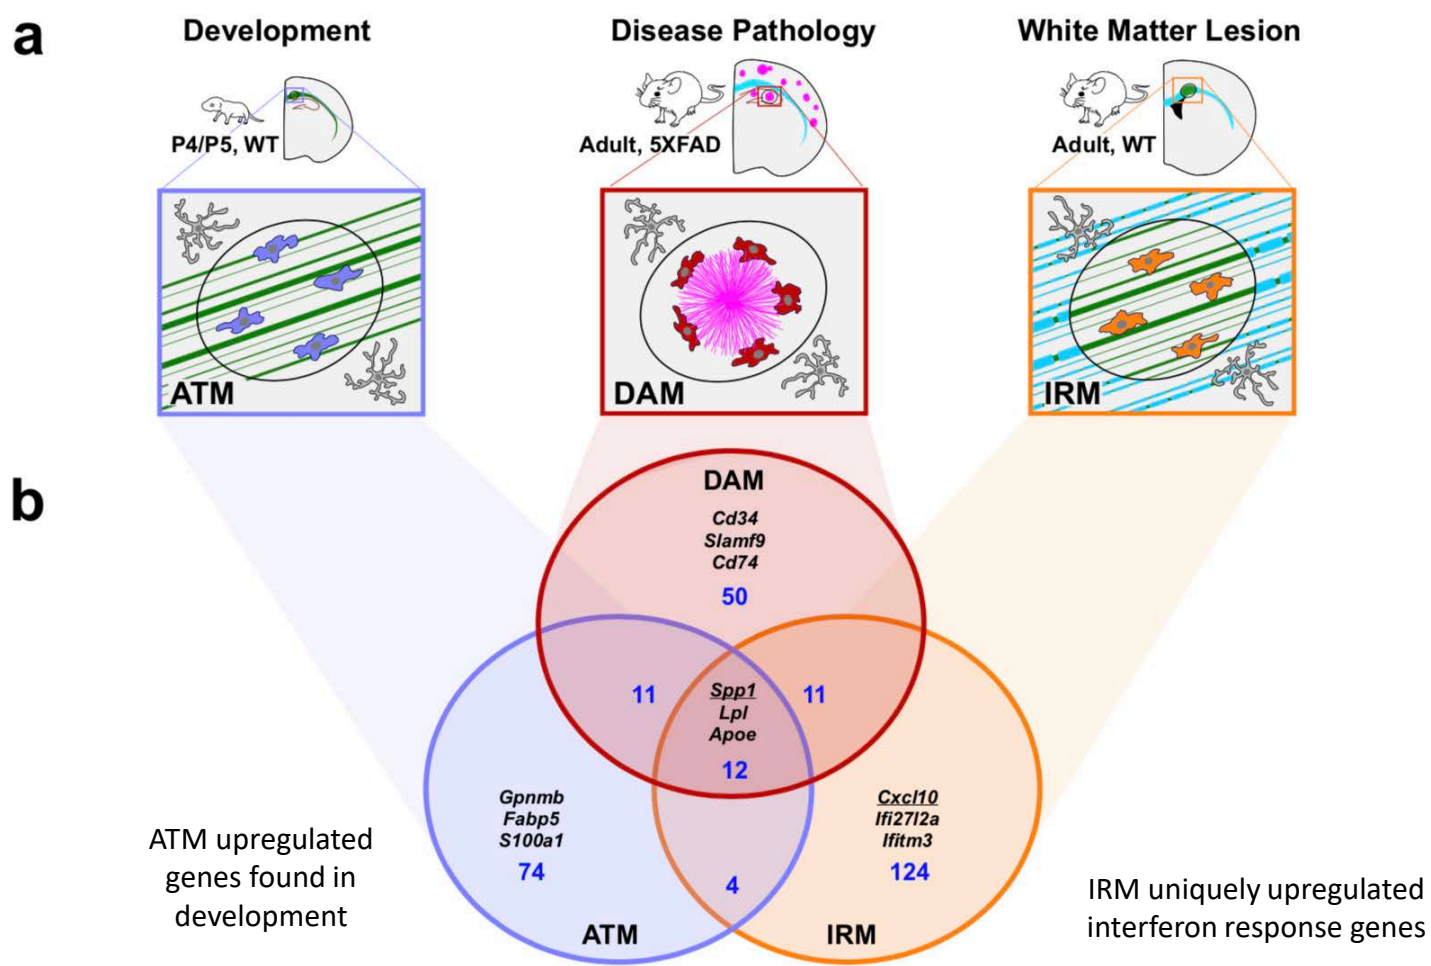 a
Development
Disease Pathology
White Matter Lesion
P4/P5, WT
Adult, 5XFAD
Adult, WT
ATM
DAM
IRM
b
DAM
Cd34
Slamf9
Cd74
50
11
Spp1
Lpl
Apoe
12
11
Gpnmb
Fabp5
S100a1
74
4
Cxcl10
Ifi27l2a
Ifitm3
124
ATM
IRM
ATM upregulated
genes found in
development
IRM uniquely upregulated
interferon response genes